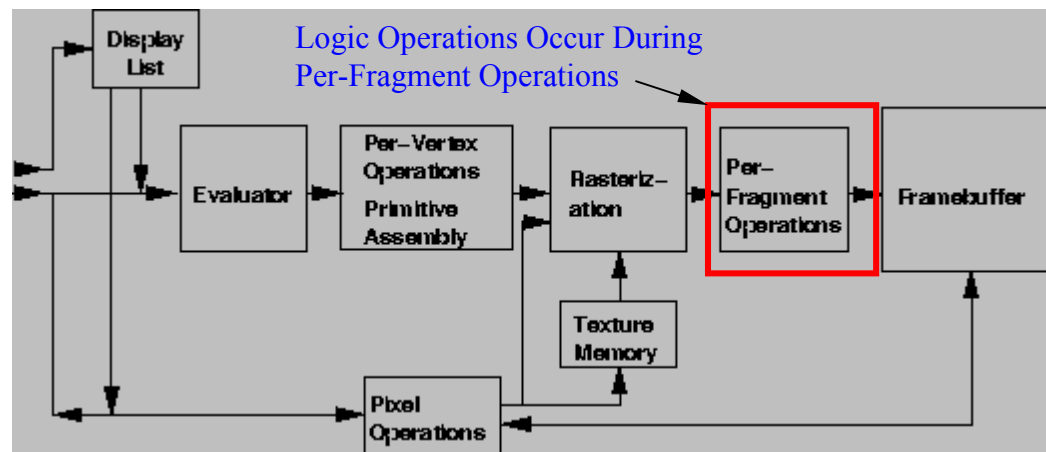 Display
List
Logic Operations Occur During
Per-Fragment Operations
Evaluator
Per-Vertex
Operations
Primitive
Assembly
Rasteriz-
ation
Per-
Fragment
Operations
Framebuffer
Texture
Memory
Pixel
Operations